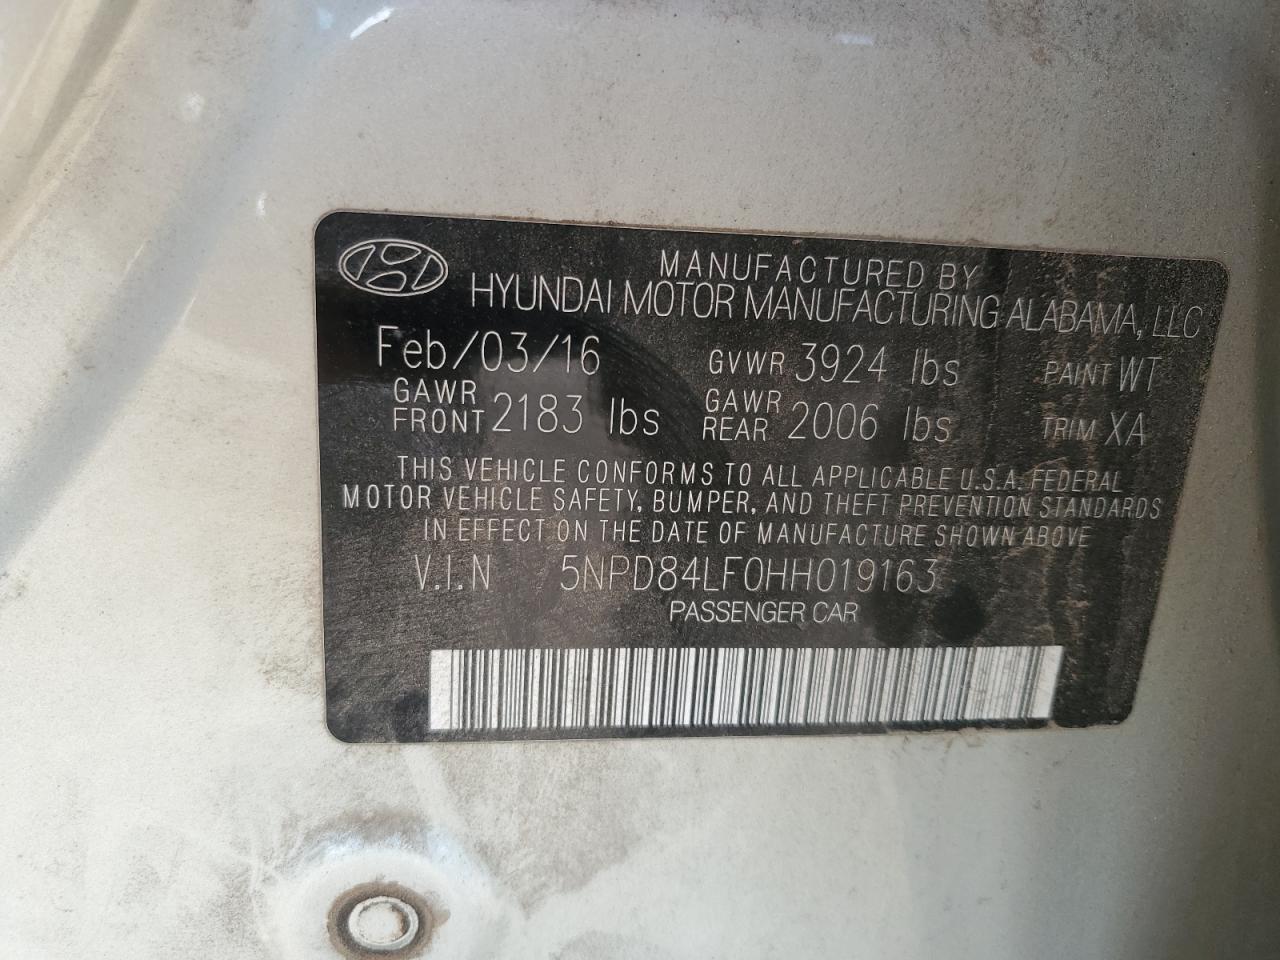 MANUFACTURED BY
HYUNDAI MOTOR MANUFACTURING ALABAMA, LLC
Feb/03/16 GVWR 3924 lbs PAINT WT
GAWR FRONT 2183 lbs GAWR REAR 2006 lbs TRIM XA
THIS VEHICLE CONFORMS TO ALL APPLICABLE U.S.A. FEDERAL
MOTOR VEHICLE SAFETY, BUMPER, AND THEFT PREVENTION STANDARDS
IN EFFECT ON THE DATE OF MANUFACTURE SHOWN ABOVE
V.I.N 5NPD84LF0HH019163
PASSENGER CAR